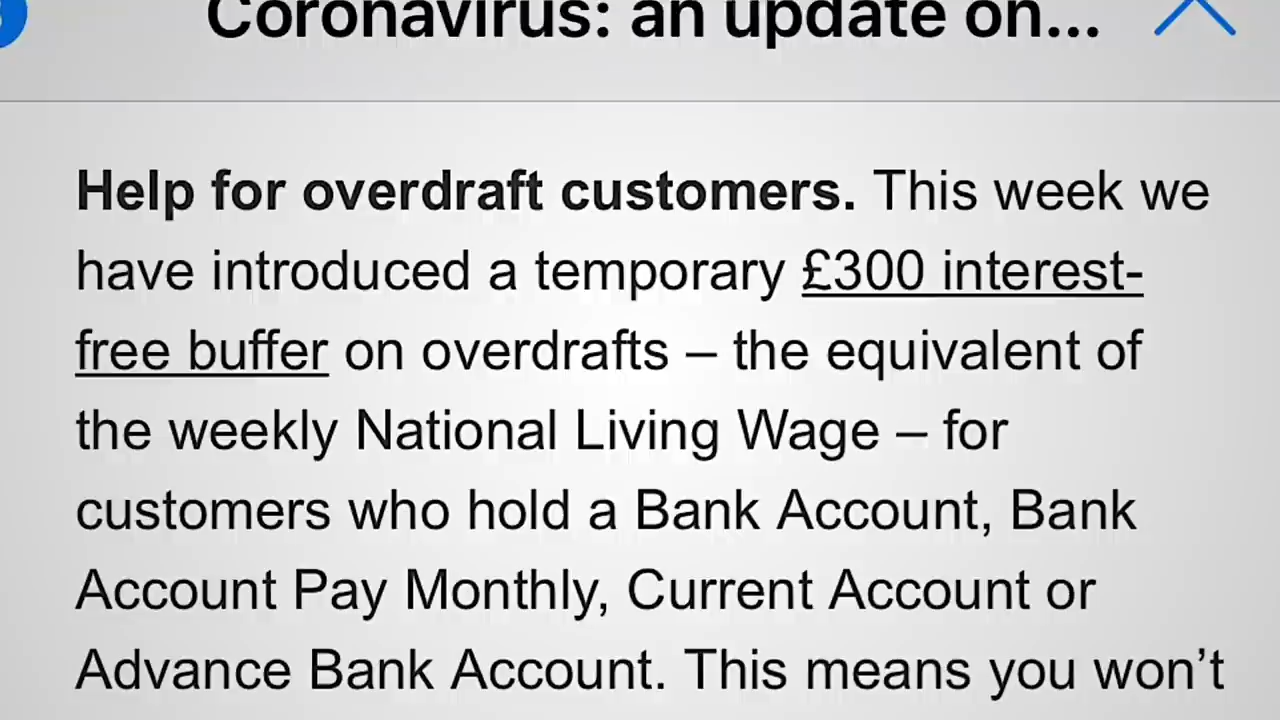 Coronavirus: an update on...
Help for overdraft customers. This week we
have introduced a temporary £300 interest-
free buffer on overdrafts – the equivalent of
the weekly National Living Wage – for
customers who hold a Bank Account, Bank
Account Pay Monthly, Current Account or
Advance Bank Account. This means you won’t